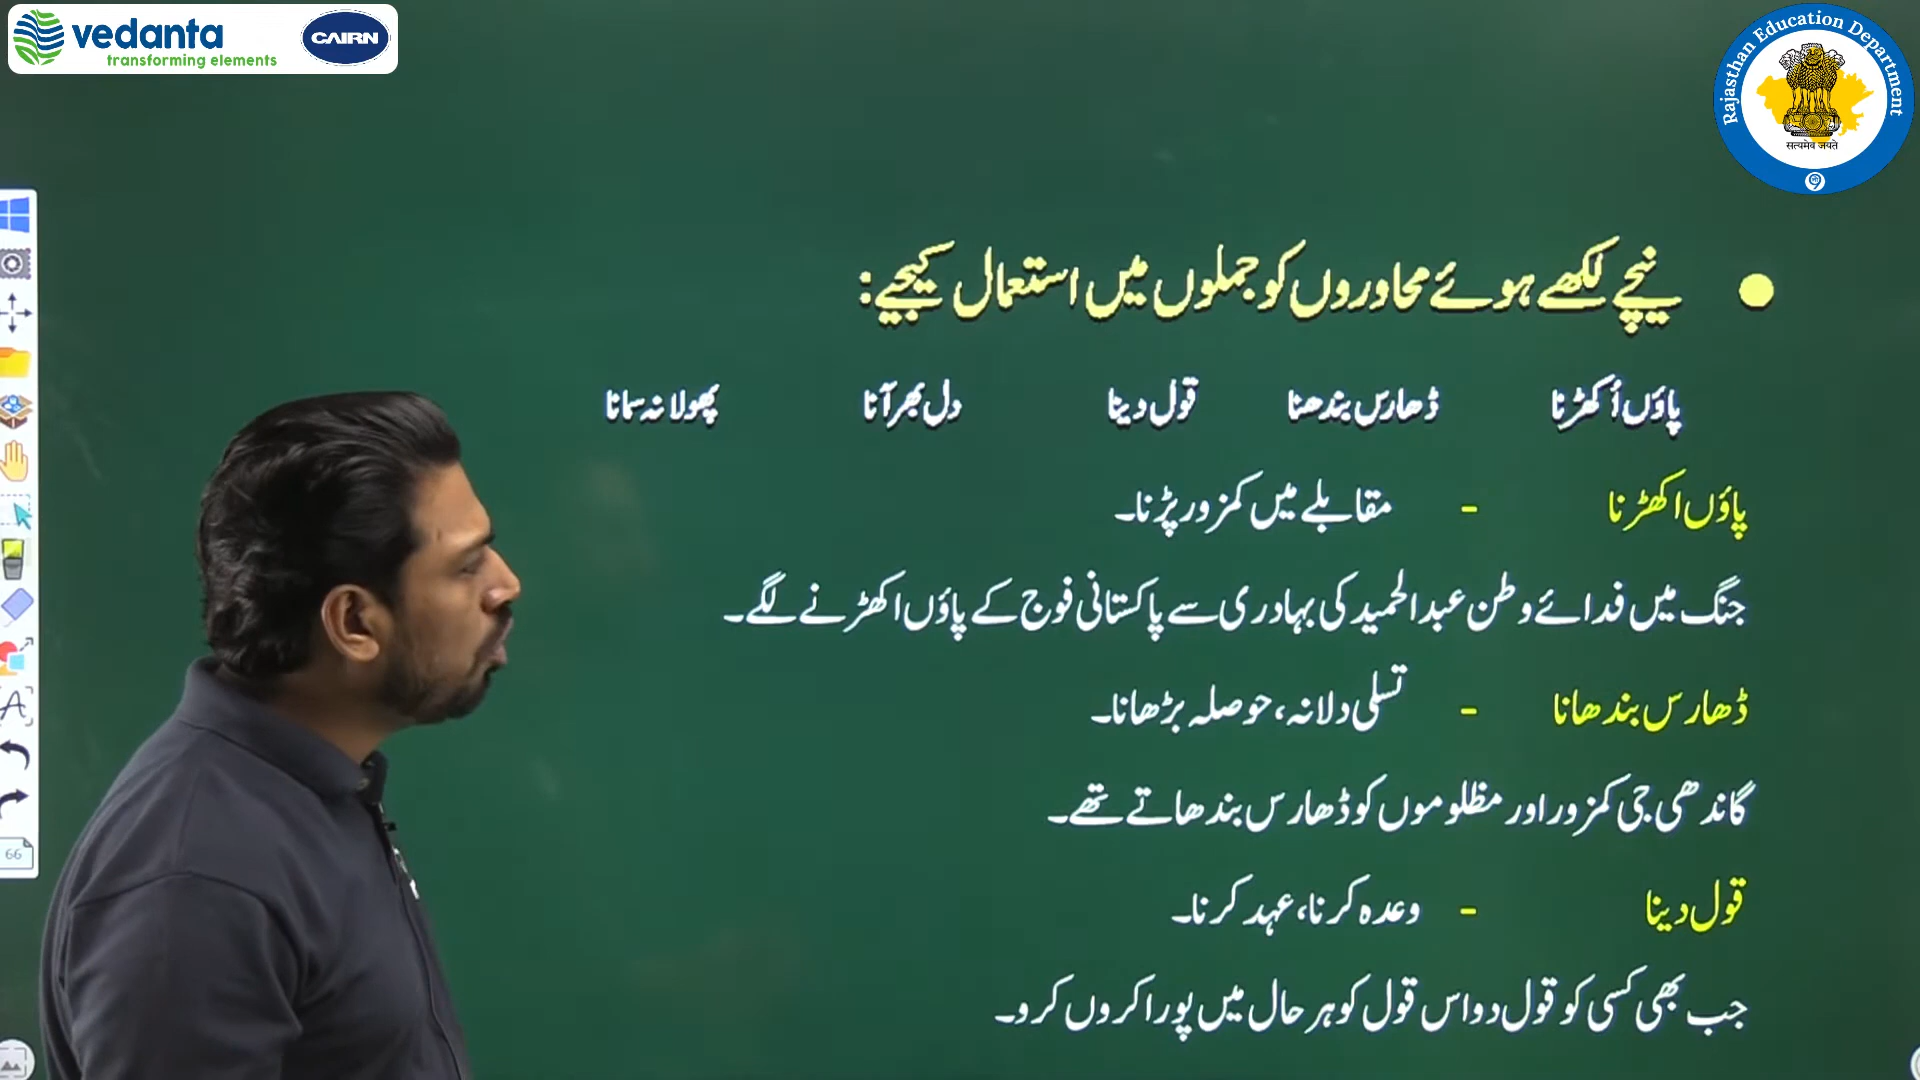 vedanta
transforming elements
CAIRN
Rajasthan Education Department
सत्यमेव जयते
نیچے لکھے ہوئے محاوروں کو جملوں میں استعمال کیجیے:
پاؤں اُکھڑنا ڈھارس بندھنا قول دینا دل بھر آنا پھولا نہ سمانا
پاؤں اکھڑنا - مقابلے میں کمزور پڑنا۔
جنگ میں فدائے وطن عبدالحمید کی بہادری سے پاکستانی فوج کے پاؤں اکھڑنے لگے۔
ڈھارس بندھانا - تسلی دلانہ، حوصلہ بڑھانا۔
گاندھی جی کمزور اور مظلوموں کو ڈھارس بندھاتے تھے۔
قول دینا - وعدہ کرنا، عہد کرنا۔
جب بھی کسی کو قول دو اس قول کو ہر حال میں پورا کروں کرو۔
66